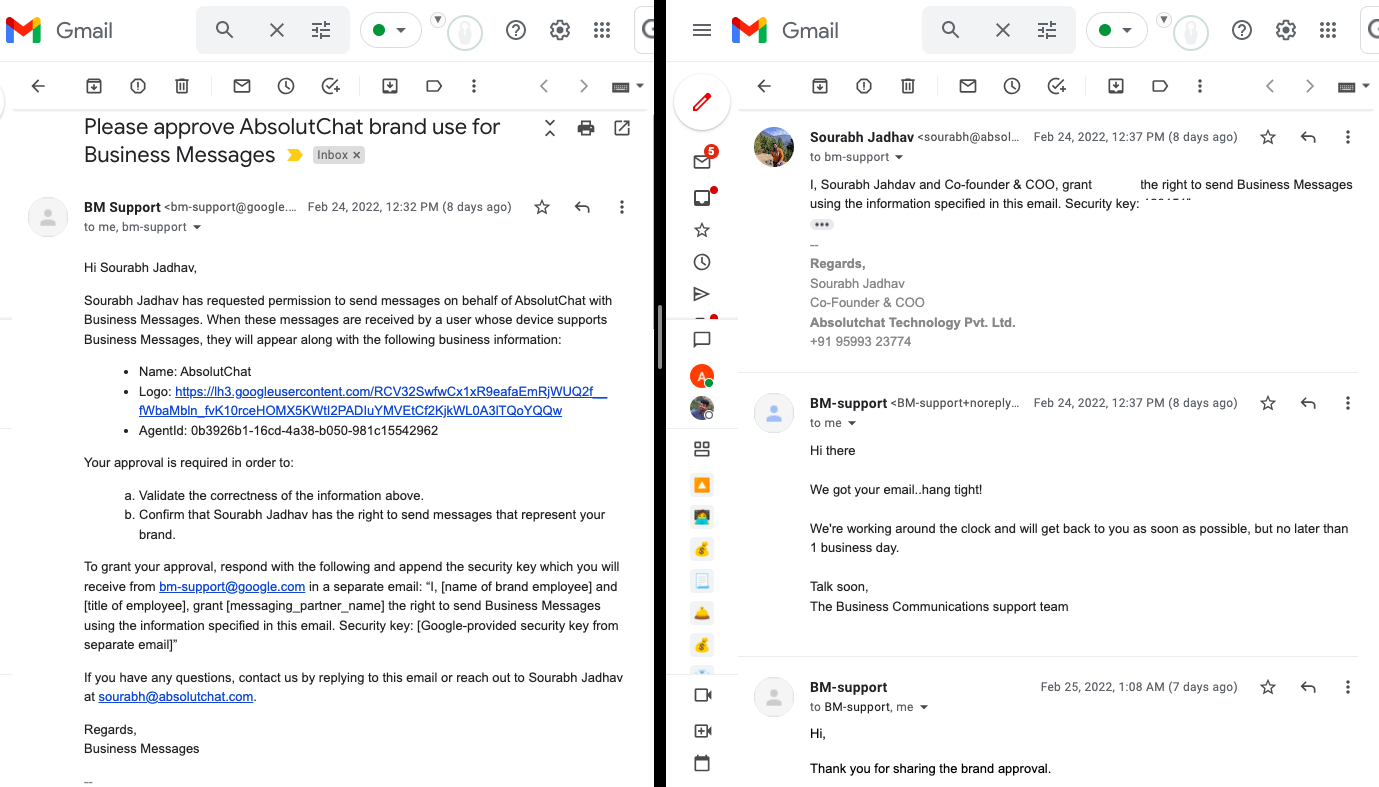 Gmail
Please approve AbsolutChat brand use for
Business Messages
Inbox ×
BM Support <bm-support@google.... Feb 24, 2022, 12:32 PM (8 days ago)
to me, bm-support
Hi Sourabh Jadhav,
Sourabh Jadhav has requested permission to send messages on behalf of AbsolutChat with
Business Messages. When these messages are received by a user whose device supports
Business Messages, they will appear along with the following business information:
• Name: AbsolutChat
• Logo: https://lh3.googleusercontent.com/RCV32SwfwCx1xR9eafaEmRjWUQ2f__
fWbaMbln_fvK10rceHOMX5KWtI2PADIuYMVEtCf2KjkWL0A3lTQoYQQw
• AgentId: 0b3926b1-16cd-4a38-b050-981c15542962
Your approval is required in order to:
a. Validate the correctness of the information above.
b. Confirm that Sourabh Jadhav has the right to send messages that represent your
brand.
To grant your approval, respond with the following and append the security key which you will
receive from bm-support@google.com in a separate email: “I, [name of brand employee] and
[title of employee], grant [messaging_partner_name] the right to send Business Messages
using the information specified in this email. Security key: [Google-provided security key from
separate email]”
If you have any questions, contact us by replying to this email or reach out to Sourabh Jadhav
at sourabh@absolutchat.com.
Regards,
Business Messages
--
Gmail
5
A
Sourabh Jadhav <sourabh@absol... Feb 24, 2022, 12:37 PM (8 days ago)
to bm-support
I, Sourabh Jahdav and Co-founder & COO, grant the right to send Business Messages
using the information specified in this email. Security key:
--
Regards,
Sourabh Jadhav
Co-Founder & COO
Absolutchat Technology Pvt. Ltd.
+91 95993 23774
BM-support <BM-support+noreply... Feb 24, 2022, 12:37 PM (8 days ago)
to me
Hi there
We got your email..hang tight!
We're working around the clock and will get back to you as soon as possible, but no later than
1 business day.
Talk soon,
The Business Communications support team
BM-support Feb 25, 2022, 1:08 AM (7 days ago)
to BM-support, me
Hi,
Thank you for sharing the brand approval.